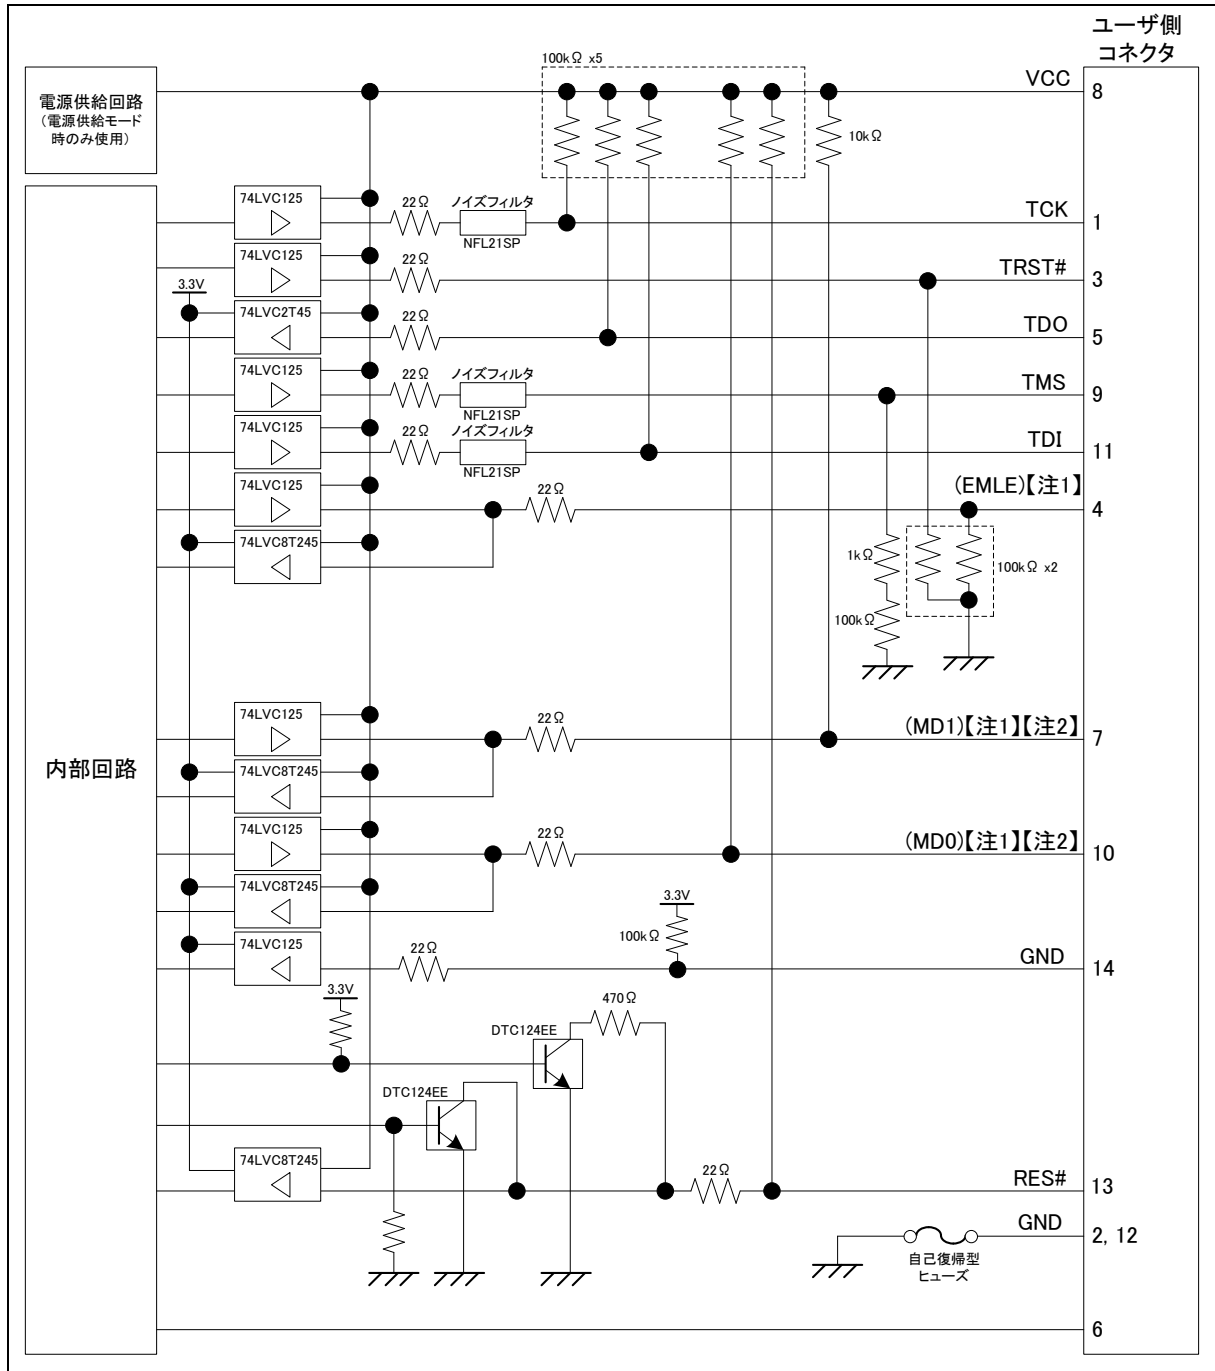 ユーザ側
コネクタ
100kΩ x5
VCC
8
電源供給回路
(電源供給モード
時のみ使用)
10kΩ
74LVC125
22Ω
ノイズフィルタ
NFL21SP
TCK
1
74LVC125
22Ω
TRST#
3
3.3V
74LVC2T45
22Ω
TDO
5
74LVC125
22Ω
ノイズフィルタ
NFL21SP
TMS
9
74LVC125
22Ω
ノイズフィルタ
NFL21SP
TDI
11
74LVC125
22Ω
(EMLE)【注1】
4
74LVC8T245
1kΩ
100kΩ x2
100kΩ
74LVC125
22Ω
(MD1)【注1】【注2】
7
内部回路
74LVC8T245
74LVC125
22Ω
(MD0)【注1】【注2】
10
74LVC8T245
3.3V
100kΩ
74LVC125
22Ω
GND
14
3.3V
470Ω
DTC124EE
DTC124EE
74LVC8T245
22Ω
RES#
13
GND
2, 12
自己復帰型
ヒューズ
6